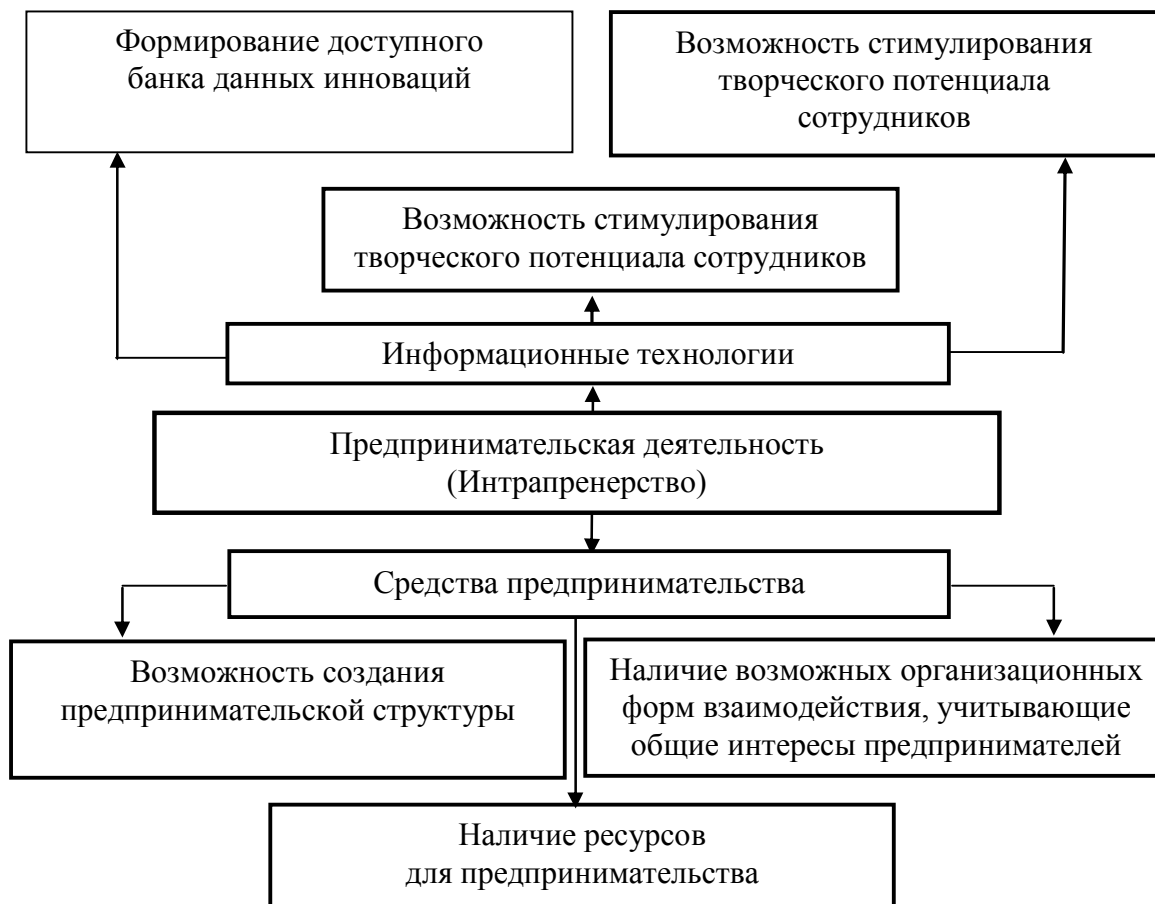 Формирование доступного
банка данных инноваций
Возможность стимулирования
творческого потенциала
сотрудников
Возможность стимулирования
творческого потенциала сотрудников
Информационные технологии
Предпринимательская деятельность
(Интрапренерство)
Средства предпринимательства
Возможность создания
предпринимательской структуры
Наличие возможных организационных
форм взаимодействия, учитывающие
общие интересы предпринимателей
Наличие ресурсов
для предпринимательства